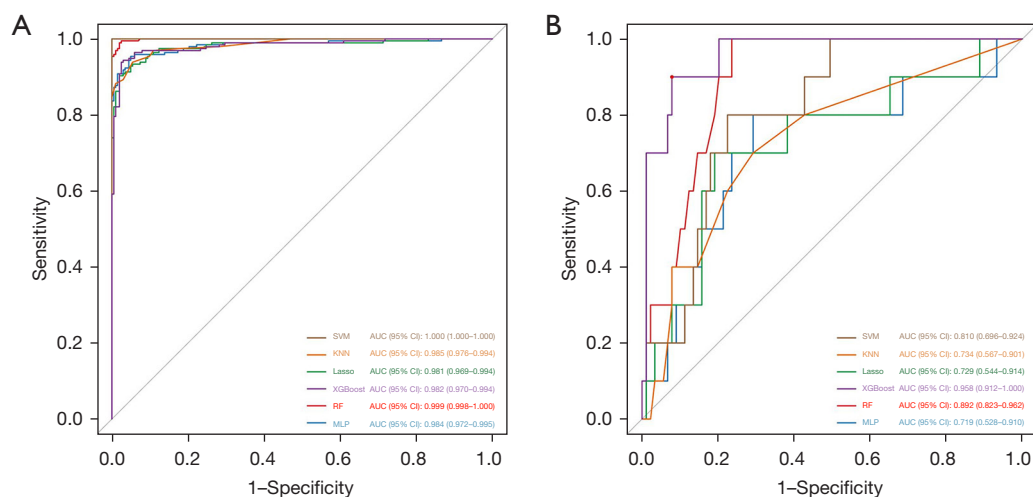 A
1.0
0.8
0.6
0.4
0.2
0.0
Sensitivity
SVM AUC (95% CI): 1.000 (1.000–1.000)
KNN AUC (95% CI): 0.985 (0.976–0.994)
Lasso AUC (95% CI): 0.981 (0.969–0.994)
XGBoost AUC (95% CI): 0.982 (0.970–0.994)
RF AUC (95% CI): 0.999 (0.998–1.000)
MLP AUC (95% CI): 0.984 (0.972–0.995)
0.0 0.2 0.4 0.6 0.8 1.0
1–Specificity
B
1.0
0.8
0.6
0.4
0.2
0.0
Sensitivity
SVM AUC (95% CI): 0.810 (0.696–0.924)
KNN AUC (95% CI): 0.734 (0.567–0.901)
Lasso AUC (95% CI): 0.729 (0.544–0.914)
XGBoost AUC (95% CI): 0.958 (0.912–1.000)
RF AUC (95% CI): 0.892 (0.823–0.962)
MLP AUC (95% CI): 0.719 (0.528–0.910)
0.0 0.2 0.4 0.6 0.8 1.0
1–Specificity